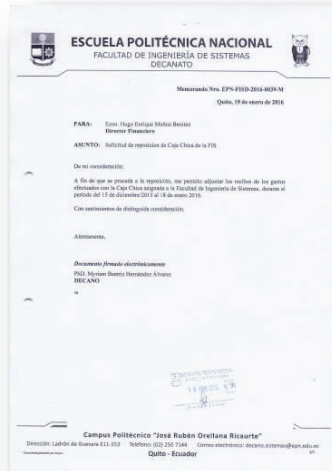 ESCUELA POLITÉCNICA NACIONAL
FACULTAD DE INGENIERÍA DE SISTEMAS
DECANATO
Memorando Nro. EPN-FISD-2016-0039-M
Quito, 19 de enero de 2016
PARA: Econ. Hugo Enrique Muñoz Benítez
Director Financiero
ASUNTO: Solicitud de reposicion de Caja Chica de la FIS
De mi consideración:
A fin de que se proceda a la reposición, me permito adjuntar los recibos de los gastos
efectuados con la Caja Chica asignada a la Facultad de Ingeniería de Sistemas, durante el
período del 15 de diciembre 2015 al 18 de enero 2016.
Con sentimientos de distinguida consideración.
Atentamente,
Documento firmado electrónicamente
PhD. Myriam Beatriz Hernández Álvarez
DECANO
Campus Politécnico "José Rubén Orellana Ricaurte"
Dirección: Ladrón de Guevara E11-253 Teléfono: (02) 250 7144 Correo electrónico: decano.sistemas@epn.edu.ec
Quito - Ecuador